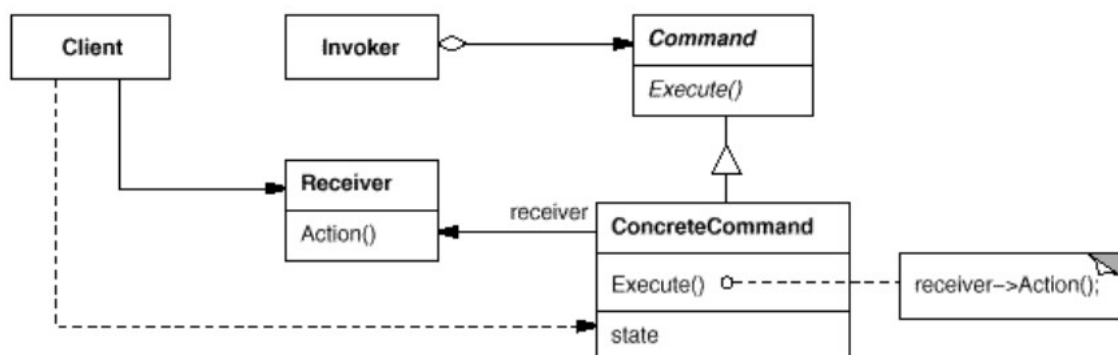 Client
Invoker
Command
Execute()
Receiver
Action()
receiver
ConcreteCommand
Execute()
state
receiver–>Action();